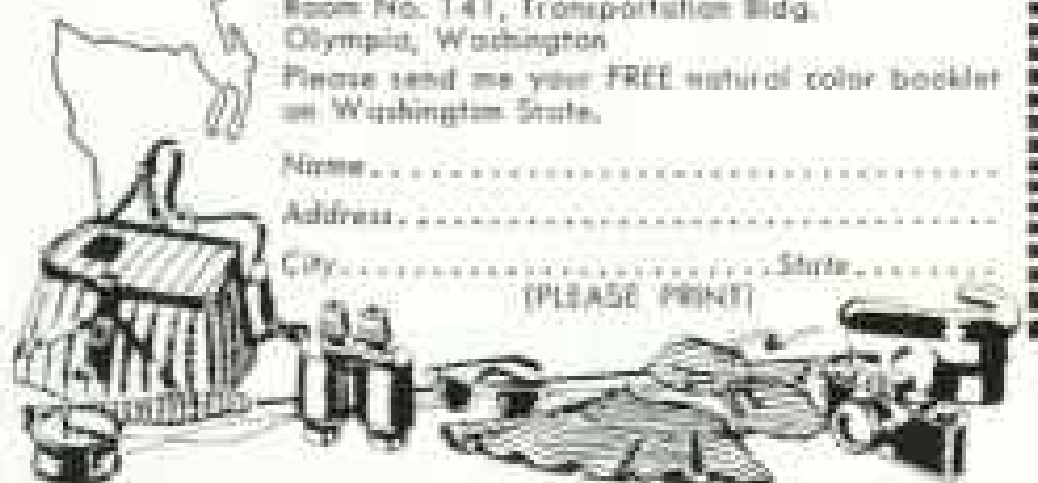 Room No. 141, Transportation Bldg.
Olympia, Washington
Please send me your FREE natural color booklet
on Washington State.
Name
Address
City State
(PLEASE PRINT)